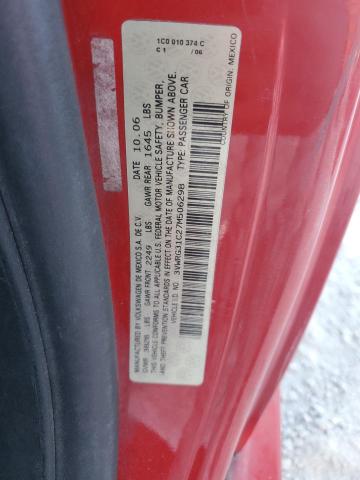 1C0 010 374 C
C 1 / 06
MANUFACTURED BY VOLKSWAGEN DE MEXICO S.A. DE C.V. DATE 10.06
GVWR 3826 LBS GAWR FRONT 2249 LBS GAWR REAR 1645 LBS
THIS VEHICLE CONFORMS TO ALL APPLICABLE U.S. FEDERAL MOTOR VEHICLE SAFETY, BUMPER,
AND THEFT PREVENTION STANDARDS IN EFFECT ON THE DATE OF MANUFACTURE SHOWN ABOVE.
VEHICLE I.D. NO.: 3VWRG31C27M506298 TYPE: PASSENGER CAR
COUNTRY OF ORIGIN: MEXICO